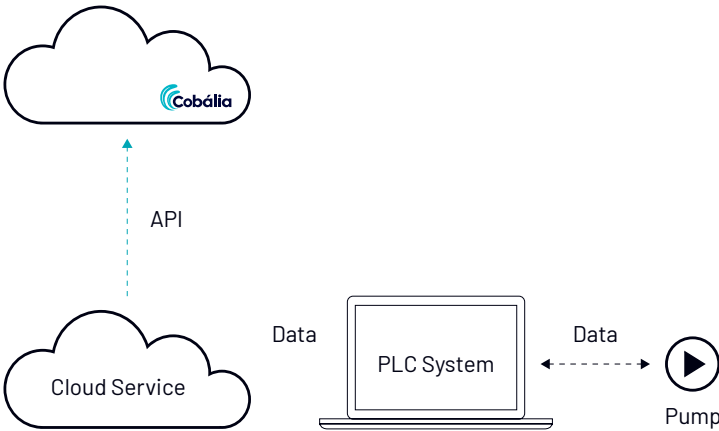 Cobália
API
Data
Data
PLC System
Cloud Service
Pump